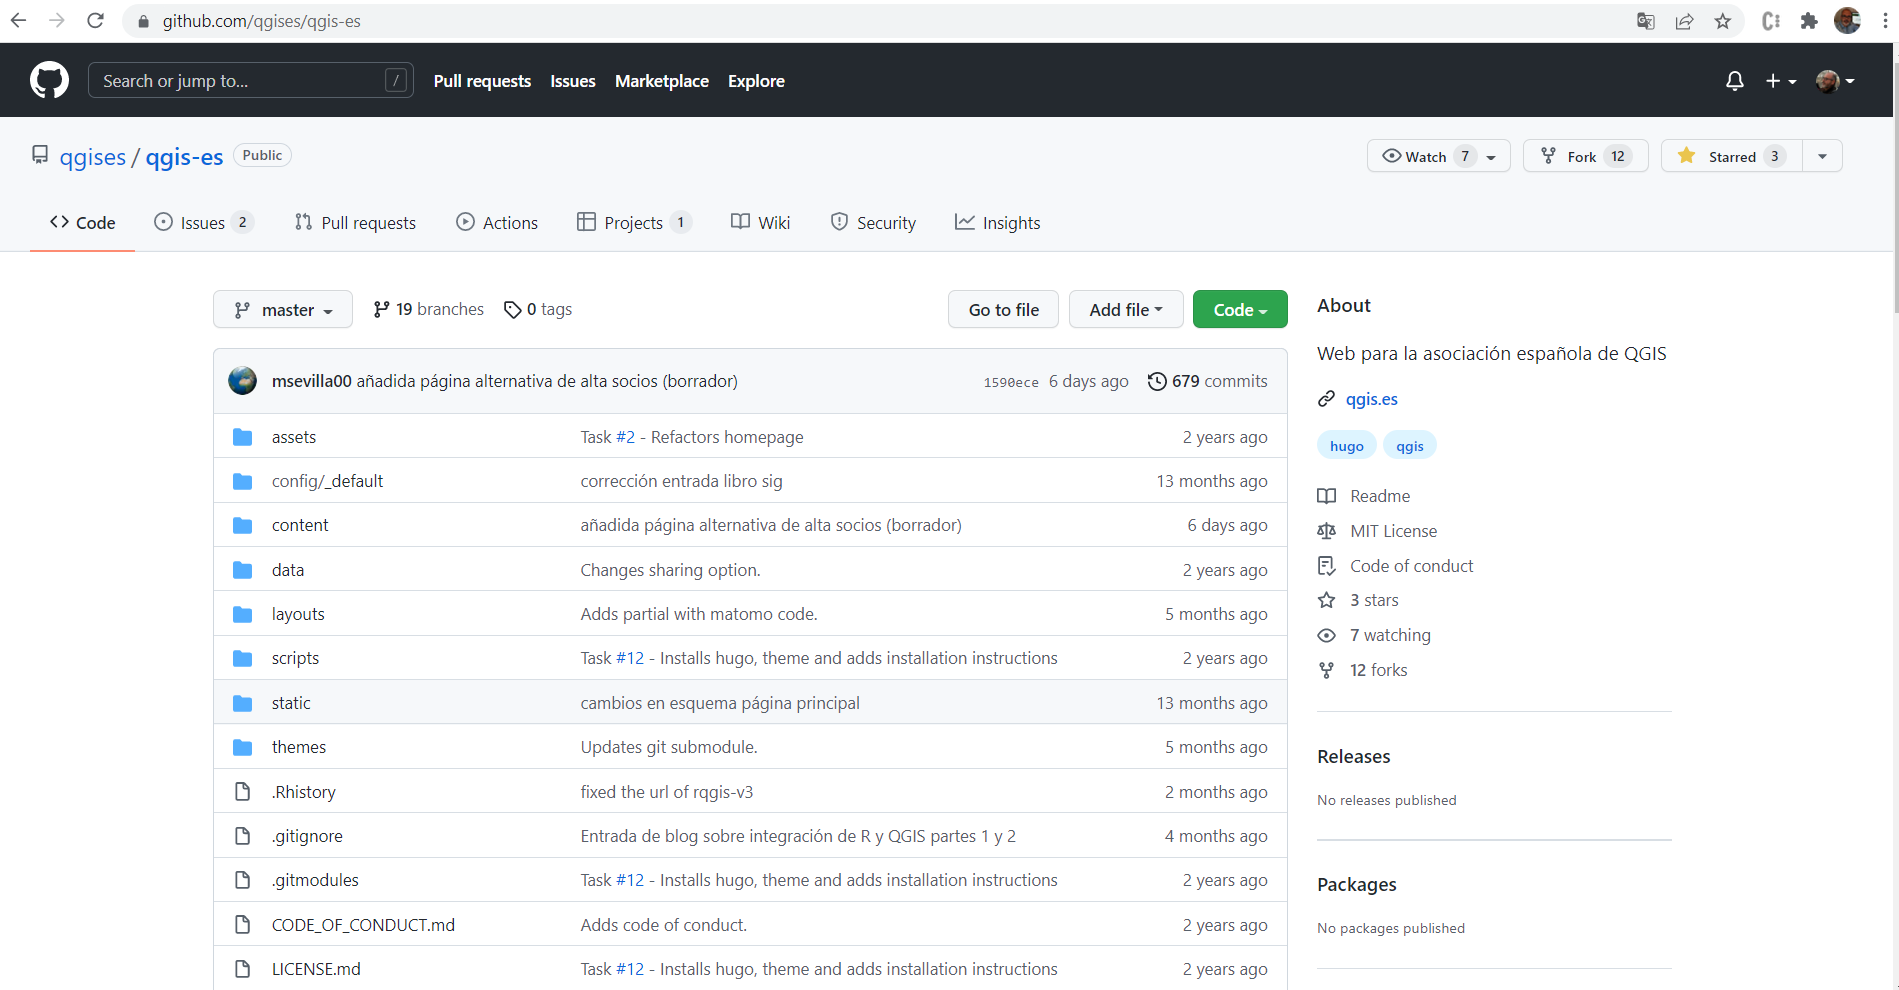 github.com/qgises/qgis-es
Search or jump to... / Pull requests Issues Marketplace Explore
qgises / qgis-es Public Watch 7 Fork 12 Starred 3
Code Issues 2 Pull requests Actions Projects 1 Wiki Security Insights
master 19 branches 0 tags Go to file Add file Code
msevilla00 añadida página alternativa de alta socios (borrador) 1590ece 6 days ago 679 commits
assets Task #2 - Refactors homepage 2 years ago
config/_default corrección entrada libro sig 13 months ago
content añadida página alternativa de alta socios (borrador) 6 days ago
data Changes sharing option. 2 years ago
layouts Adds partial with matomo code. 5 months ago
scripts Task #12 - Installs hugo, theme and adds installation instructions 2 years ago
static cambios en esquema página principal 13 months ago
themes Updates git submodule. 5 months ago
.Rhistory fixed the url of rqgis-v3 2 months ago
.gitignore Entrada de blog sobre integración de R y QGIS partes 1 y 2 4 months ago
.gitmodules Task #12 - Installs hugo, theme and adds installation instructions 2 years ago
CODE_OF_CONDUCT.md Adds code of conduct. 2 years ago
LICENSE.md Task #12 - Installs hugo, theme and adds installation instructions 2 years ago
About
Web para la asociación española de QGIS
qgis.es
hugo qgis
Readme
MIT License
Code of conduct
3 stars
7 watching
12 forks
Releases
No releases published
Packages
No packages published